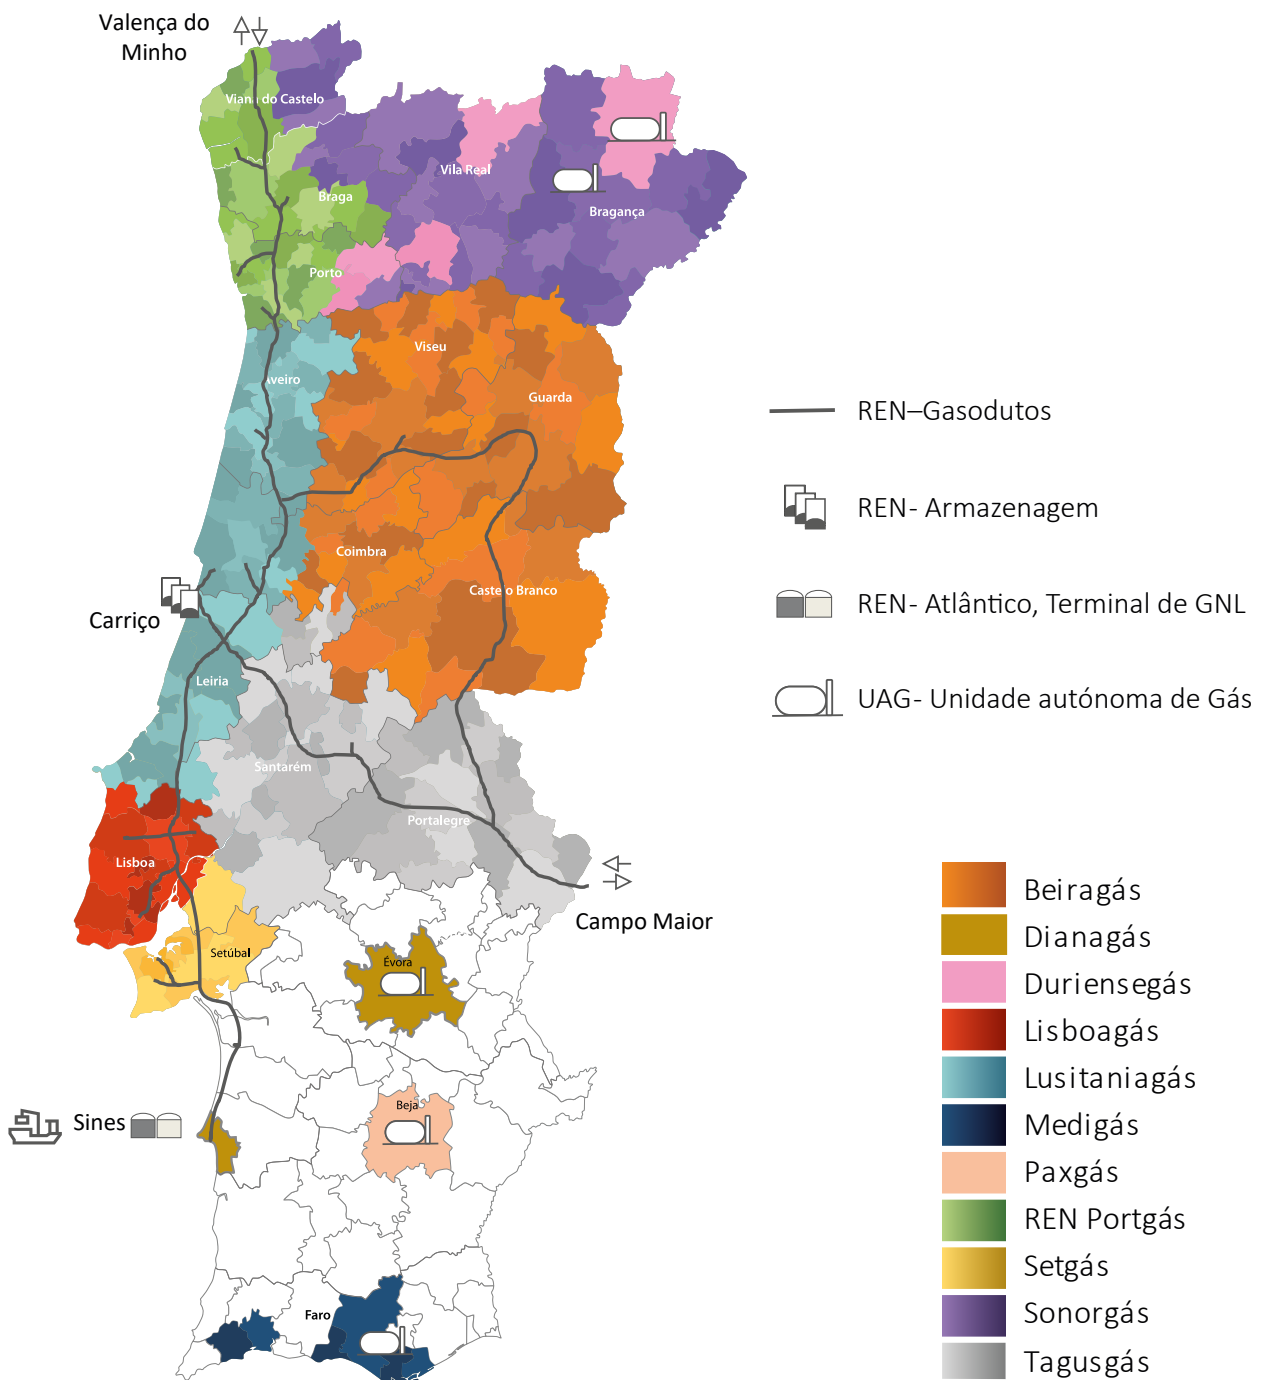 Valença do
Minho
Viana do Castelo
Vila Real
Braga
Bragança
Porto
Viseu
Aveiro
Guarda
Coimbra
Castelo Branco
Carriço
Leiria
Santarém
Portalegre
Lisboa
Campo Maior
Setúbal
Évora
Beja
Sines
Faro
REN–Gasodutos
REN- Armazenagem
REN- Atlântico, Terminal de GNL
UAG- Unidade autónoma de Gás
Beiragás
Dianagás
Duriensegás
Lisboagás
Lusitaniagás
Medigás
Paxgás
REN Portgás
Setgás
Sonorgás
Tagusgás